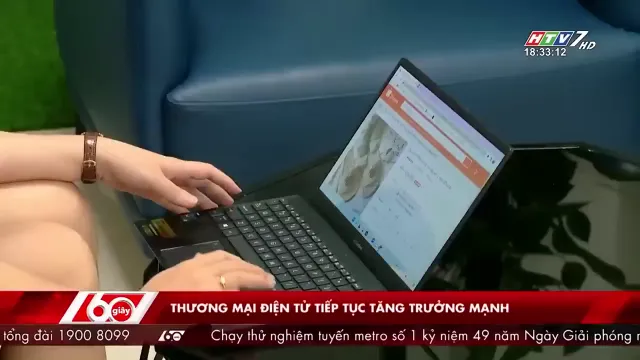 HTV7 HD
18:33:12
60 giây
THƯƠNG MẠI ĐIỆN TỬ TIẾP TỤC TĂNG TRƯỞNG MẠNH
tổng đài 1900 8099 60 Chạy thử nghiệm tuyến metro số 1 kỷ niệm 49 năm Ngày Giải phóng m